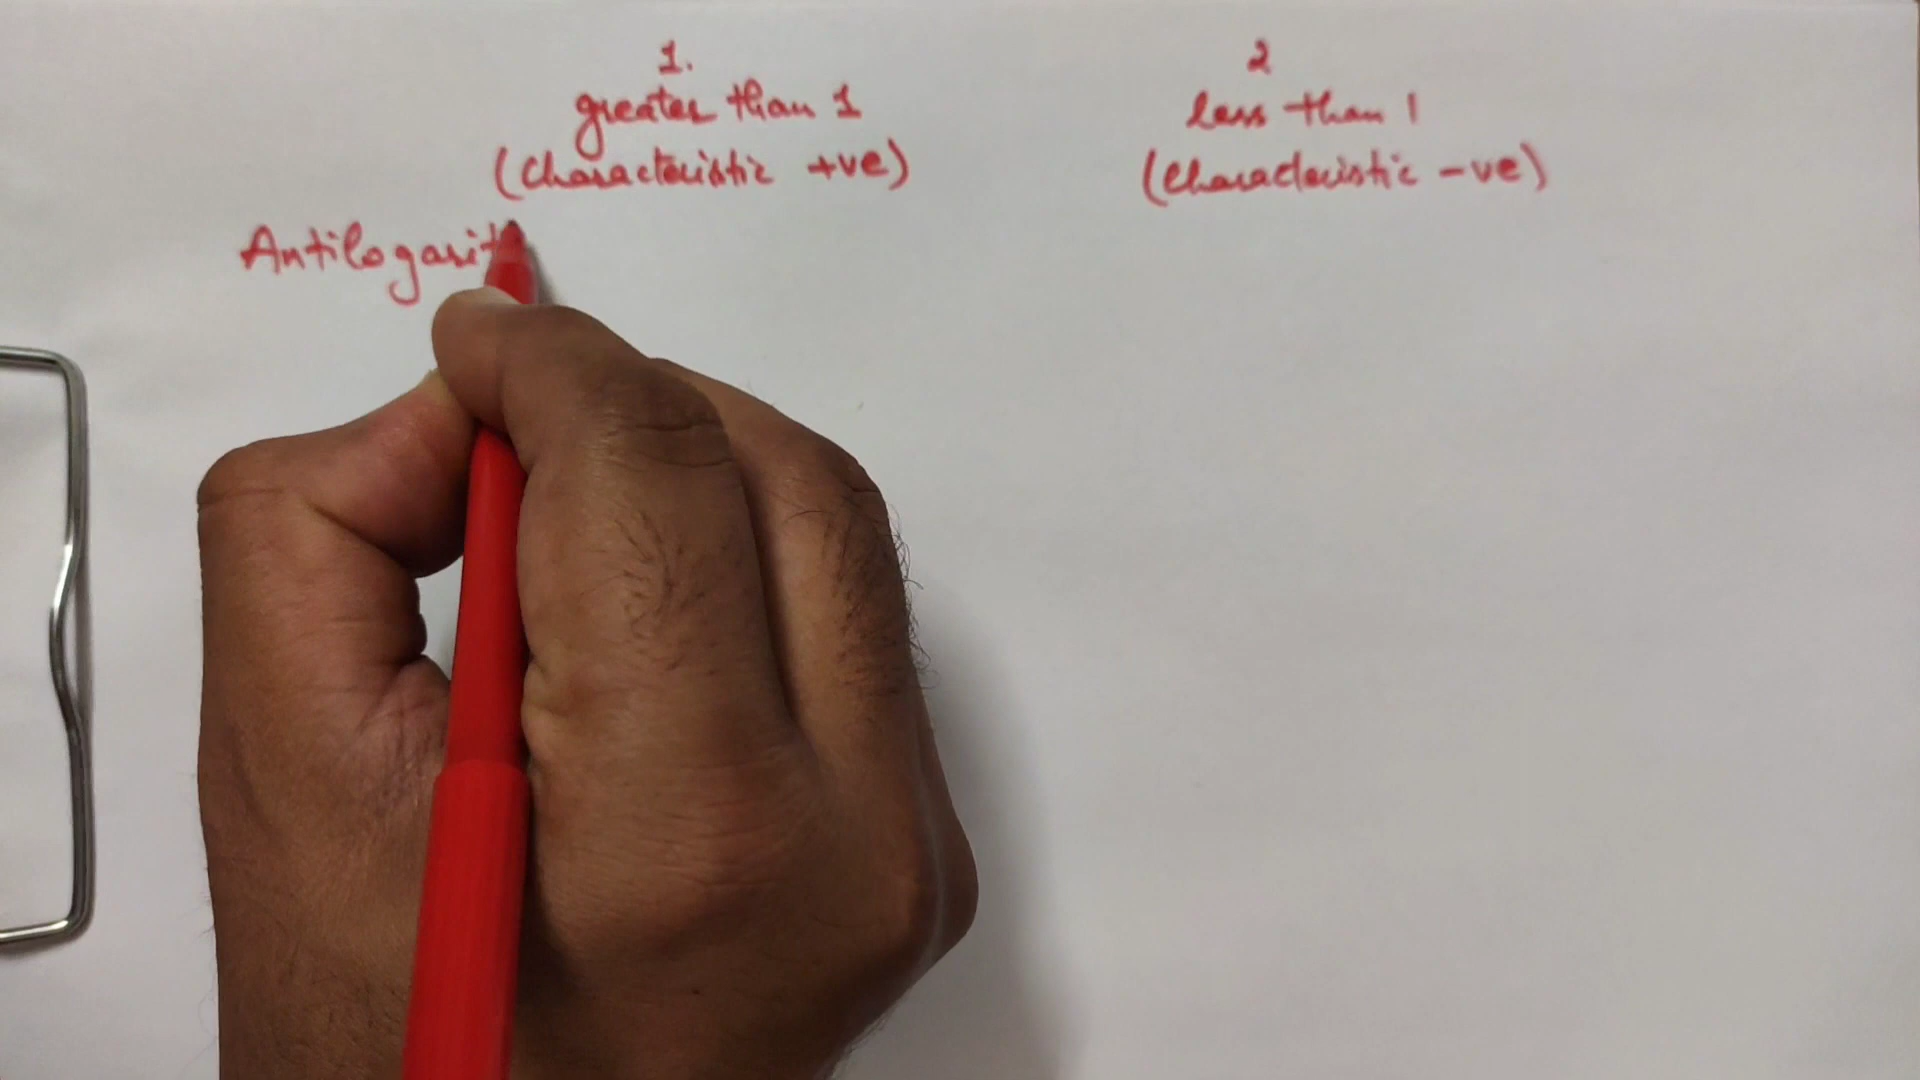 1.
greater than 1
(Characteristic +ve)
2
less than 1
(Characteristic -ve)
Antilogarit